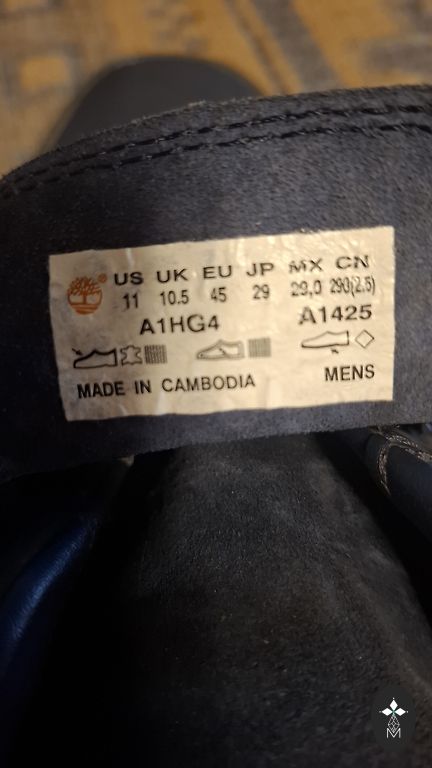 US UK EU JP MX CN
11 10.5 45 29 29,0 290(2.5)
A1HG4 A1425
MADE IN CAMBODIA MENS
M